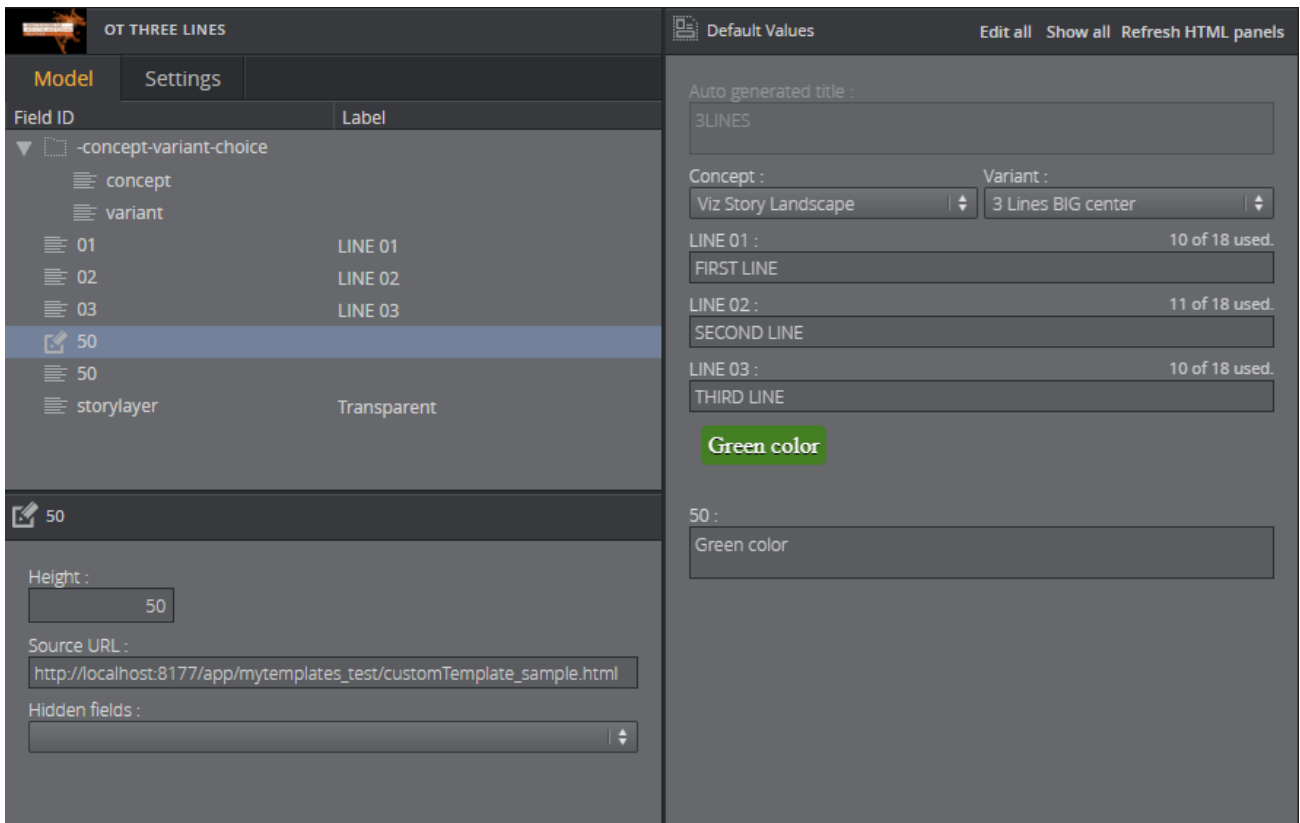 OT THREE LINES
Model Settings
Field ID Label
-concept-variant-choice
concept
variant
01 LINE 01
02 LINE 02
03 LINE 03
50
50
storylayer Transparent
50
Height :
50
Source URL :
http://localhost:8177/app/mytemplates_test/customTemplate_sample.html
Hidden fields :
Default Values Edit all Show all Refresh HTML panels
Auto generated title :
3LINES
Concept : Variant :
Viz Story Landscape 3 Lines BIG center
LINE 01 : 10 of 18 used.
FIRST LINE
LINE 02 : 11 of 18 used.
SECOND LINE
LINE 03 : 10 of 18 used.
THIRD LINE
Green color
50 :
Green color